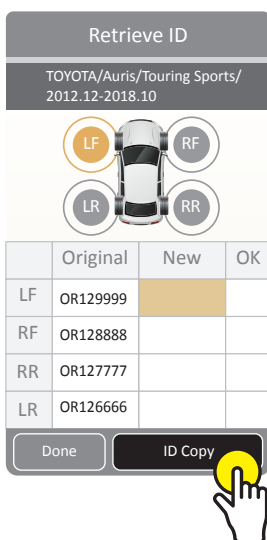 Retrieve ID
TOYOTA/Auris/Touring Sports/
2012.12-2018.10
LF RF
LR RR
Original New OK
LF OR129999
RF OR128888
RR OR127777
LR OR126666
Done ID Copy